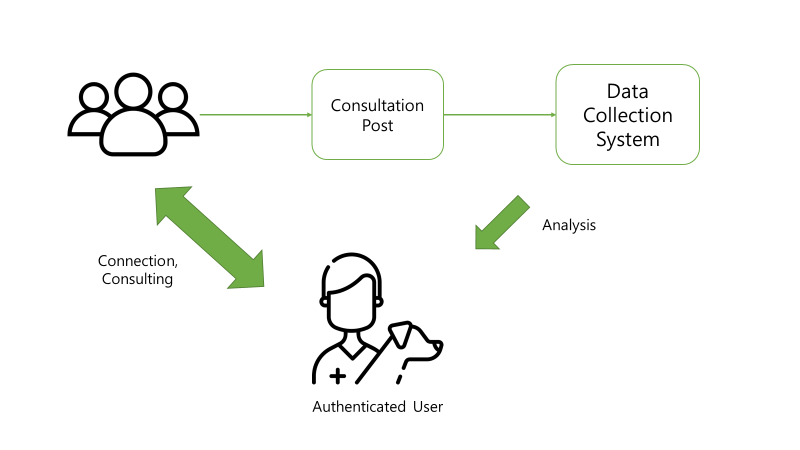 Consultation
Post
Data
Collection
System
Analysis
Connection,
Consulting
Authenticated User